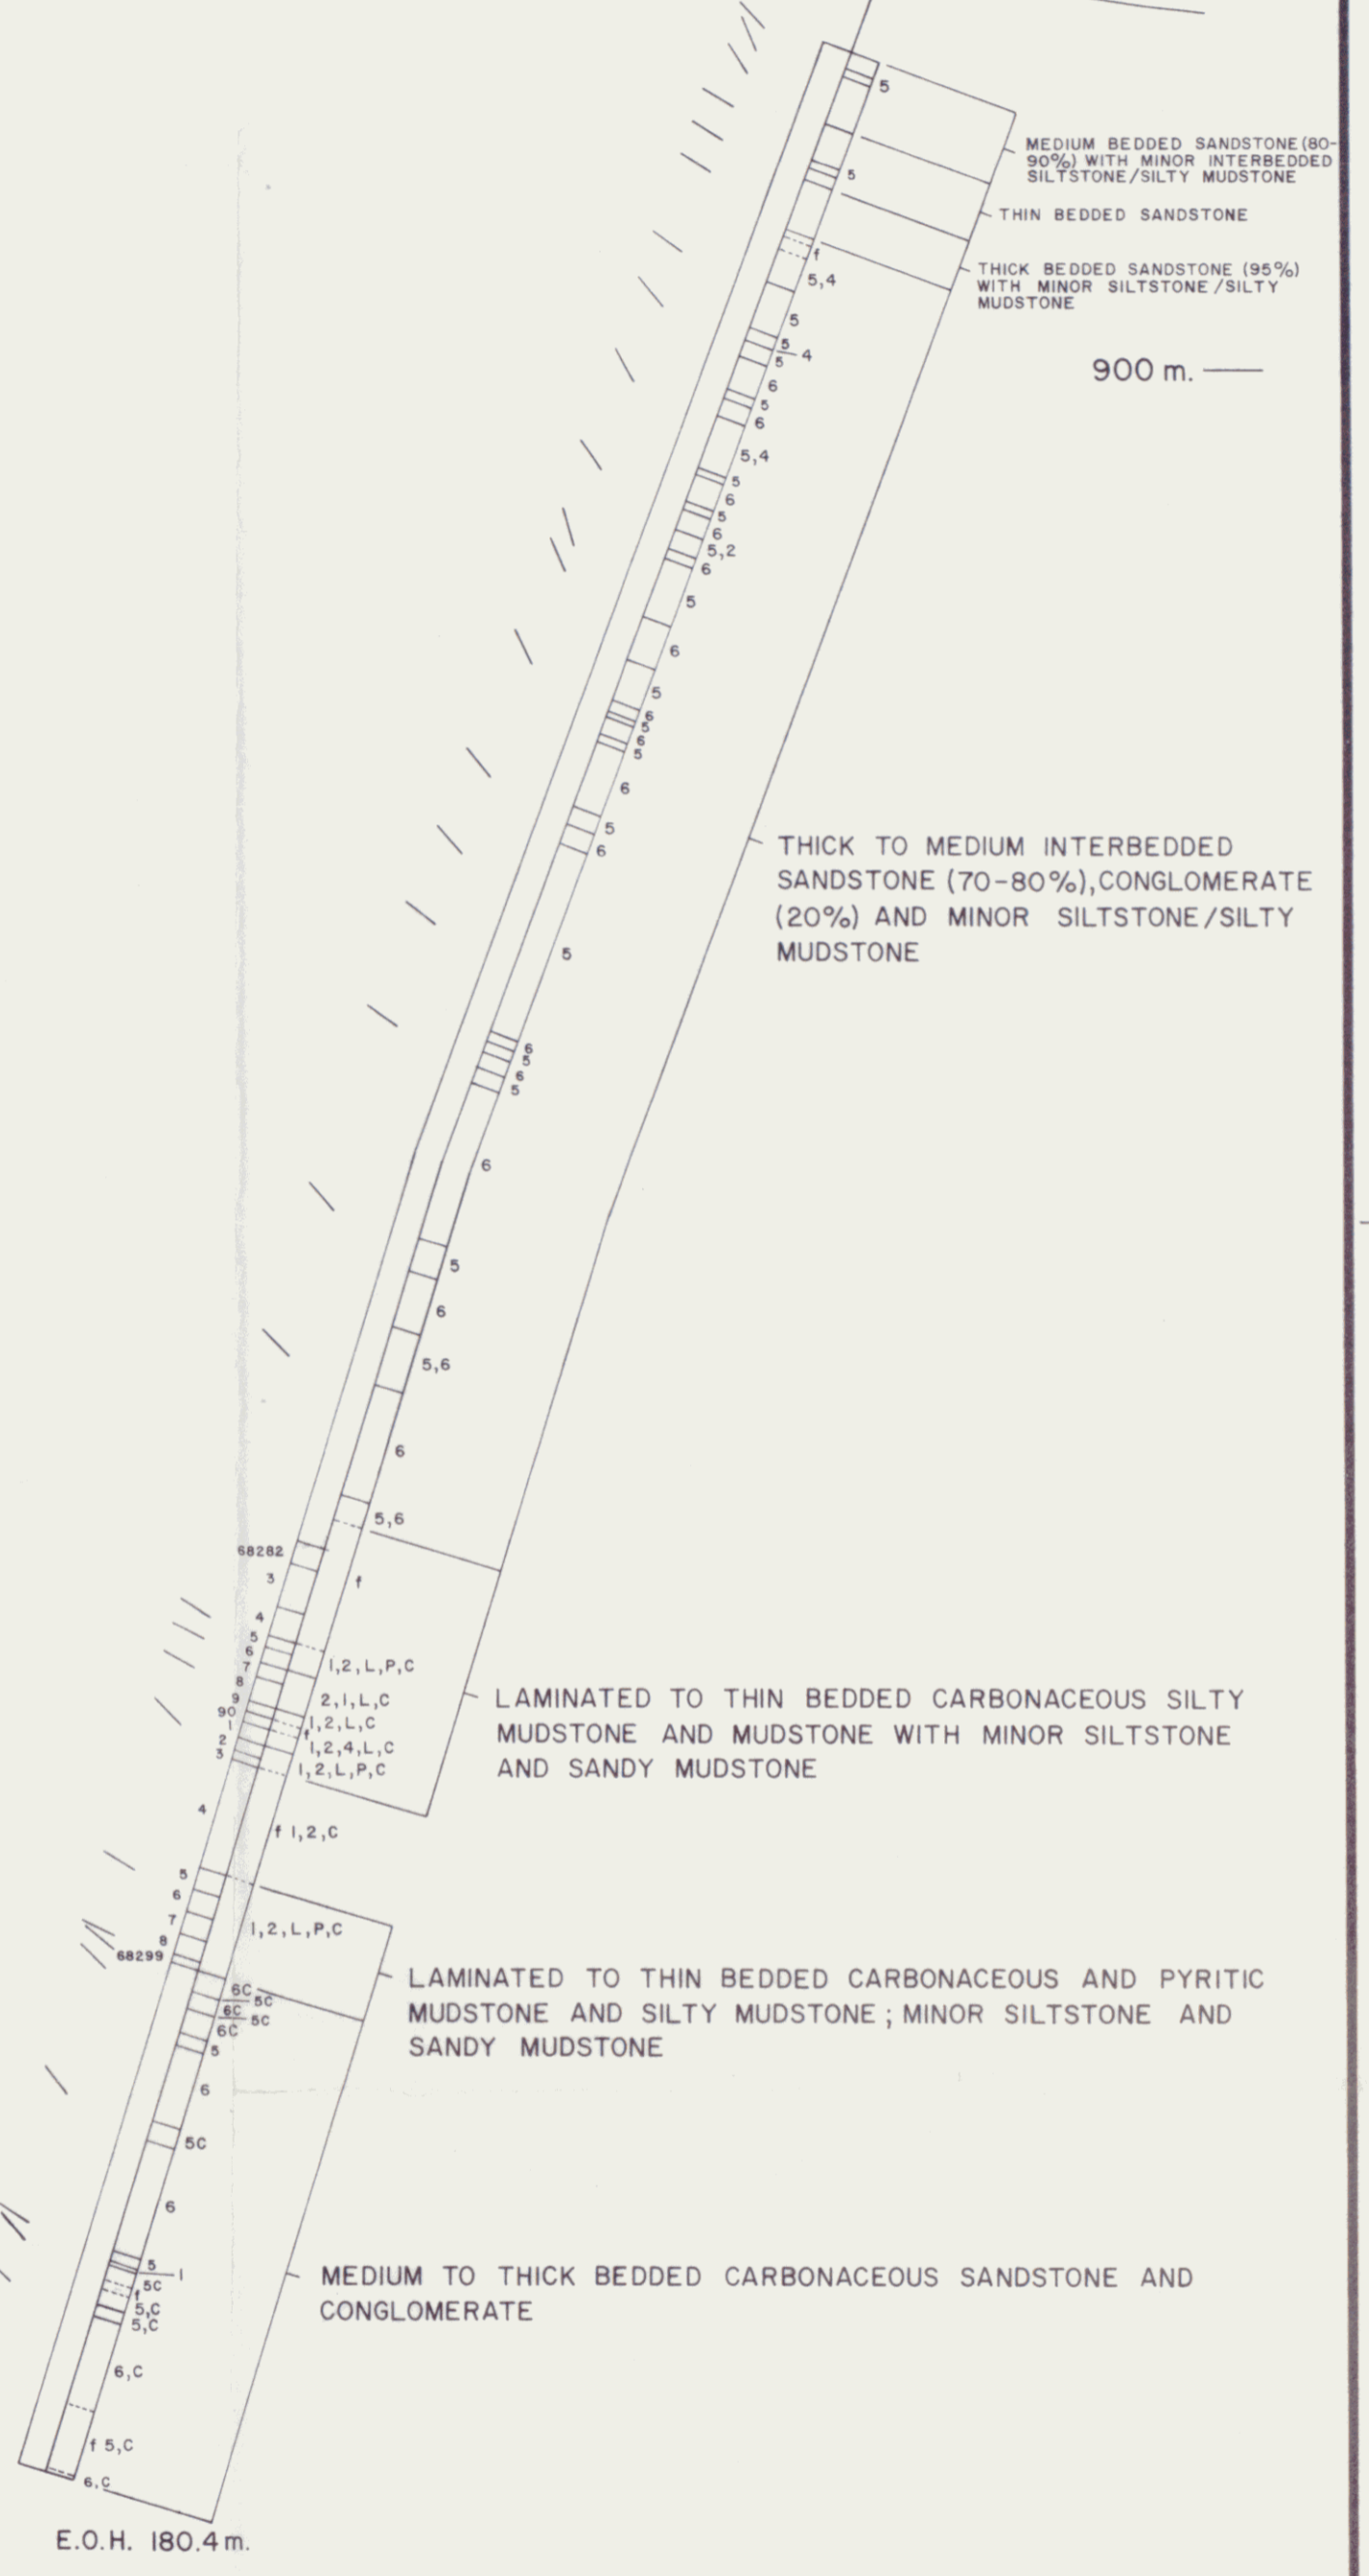 5
MEDIUM BEDDED SANDSTONE (80-
90%) WITH MINOR INTERBEDDED
SILTSTONE/SILTY MUDSTONE
5
THIN BEDDED SANDSTONE
f
THICK BEDDED SANDSTONE (95%)
WITH MINOR SILTSTONE/SILTY
MUDSTONE
5,4
5
5
4
5
900 m.
6
5
6
5,4
5
6
5
6
5,2
6
5
6
5
6
5
6
5
6
5
6
THICK TO MEDIUM INTERBEDDED
SANDSTONE (70-80%), CONGLOMERATE
(20%) AND MINOR SILTSTONE/SILTY
MUDSTONE
5
6
5
6
5
6
5
6
5,6
6
5,6
68282
3
f
4
5
6
7
8
9
90
1
2
3
1,2,L,P,C
2,1,L,C
1,2,L,C
f
1,2,4,L,C
1,2,L,P,C
LAMINATED TO THIN BEDDED CARBONACEOUS SILTY
MUDSTONE AND MUDSTONE WITH MINOR SILTSTONE
AND SANDY MUDSTONE
4
f 1,2,C
5
6
7
8
68299
1,2,L,P,C
LAMINATED TO THIN BEDDED CARBONACEOUS AND PYRITIC
MUDSTONE AND SILTY MUDSTONE; MINOR SILTSTONE AND
SANDY MUDSTONE
6C
5C
6C
5C
6C
5
6
5C
6
5
1
5C
f
5,C
5,C
MEDIUM TO THICK BEDDED CARBONACEOUS SANDSTONE AND
CONGLOMERATE
6,C
f 5,C
6,C
E.O.H. 180.4 m.